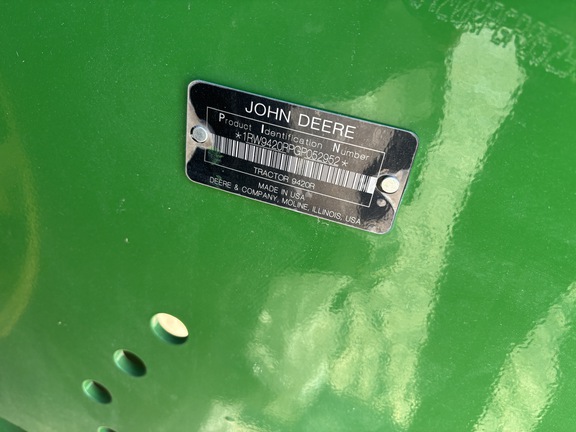 JOHN DEERE
Product Identification Number
*1RW9420RPGP052952*
TRACTOR 9420R
MADE IN USA
DEERE & COMPANY, MOLINE, ILLINOIS, USA